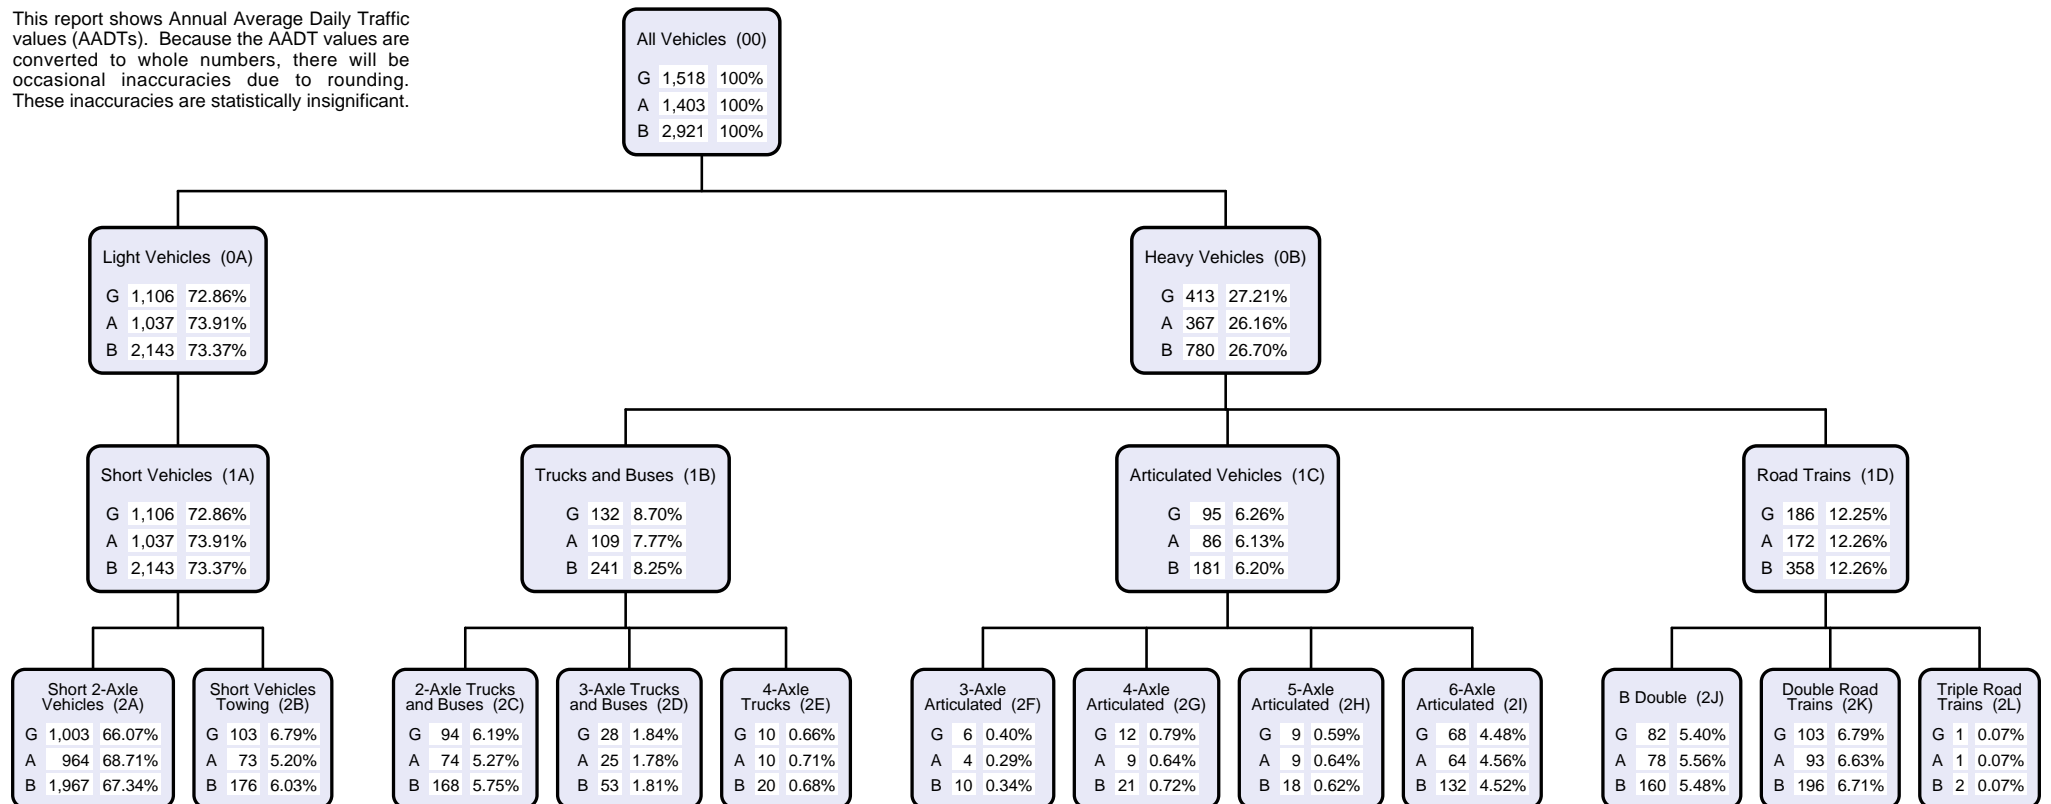 This report shows Annual Average Daily Traffic
values (AADTs). Because the AADT values are
converted to whole numbers, there will be
occasional inaccuracies due to rounding.
These inaccuracies are statistically insignificant.
All Vehicles (00)
G 1,518 100%
A 1,403 100%
B 2,921 100%
Light Vehicles (0A)
G 1,106 72.86%
A 1,037 73.91%
B 2,143 73.37%
Heavy Vehicles (0B)
G 413 27.21%
A 367 26.16%
B 780 26.70%
Short Vehicles (1A)
G 1,106 72.86%
A 1,037 73.91%
B 2,143 73.37%
Trucks and Buses (1B)
G 132 8.70%
A 109 7.77%
B 241 8.25%
Articulated Vehicles (1C)
G 95 6.26%
A 86 6.13%
B 181 6.20%
Road Trains (1D)
G 186 12.25%
A 172 12.26%
B 358 12.26%
Short 2-Axle
Vehicles (2A)
G 1,003 66.07%
A 964 68.71%
B 1,967 67.34%
Short Vehicles
Towing (2B)
G 103 6.79%
A 73 5.20%
B 176 6.03%
2-Axle Trucks
and Buses (2C)
G 94 6.19%
A 74 5.27%
B 168 5.75%
3-Axle Trucks
and Buses (2D)
G 28 1.84%
A 25 1.78%
B 53 1.81%
4-Axle
Trucks (2E)
G 10 0.66%
A 10 0.71%
B 20 0.68%
3-Axle
Articulated (2F)
G 6 0.40%
A 4 0.29%
B 10 0.34%
4-Axle
Articulated (2G)
G 12 0.79%
A 9 0.64%
B 21 0.72%
5-Axle
Articulated (2H)
G 9 0.59%
A 9 0.64%
B 18 0.62%
6-Axle
Articulated (2I)
G 68 4.48%
A 64 4.56%
B 132 4.52%
B Double (2J)
G 82 5.40%
A 78 5.56%
B 160 5.48%
Double Road
Trains (2K)
G 103 6.79%
A 93 6.63%
B 196 6.71%
Triple Road
Trains (2L)
G 1 0.07%
A 1 0.07%
B 2 0.07%